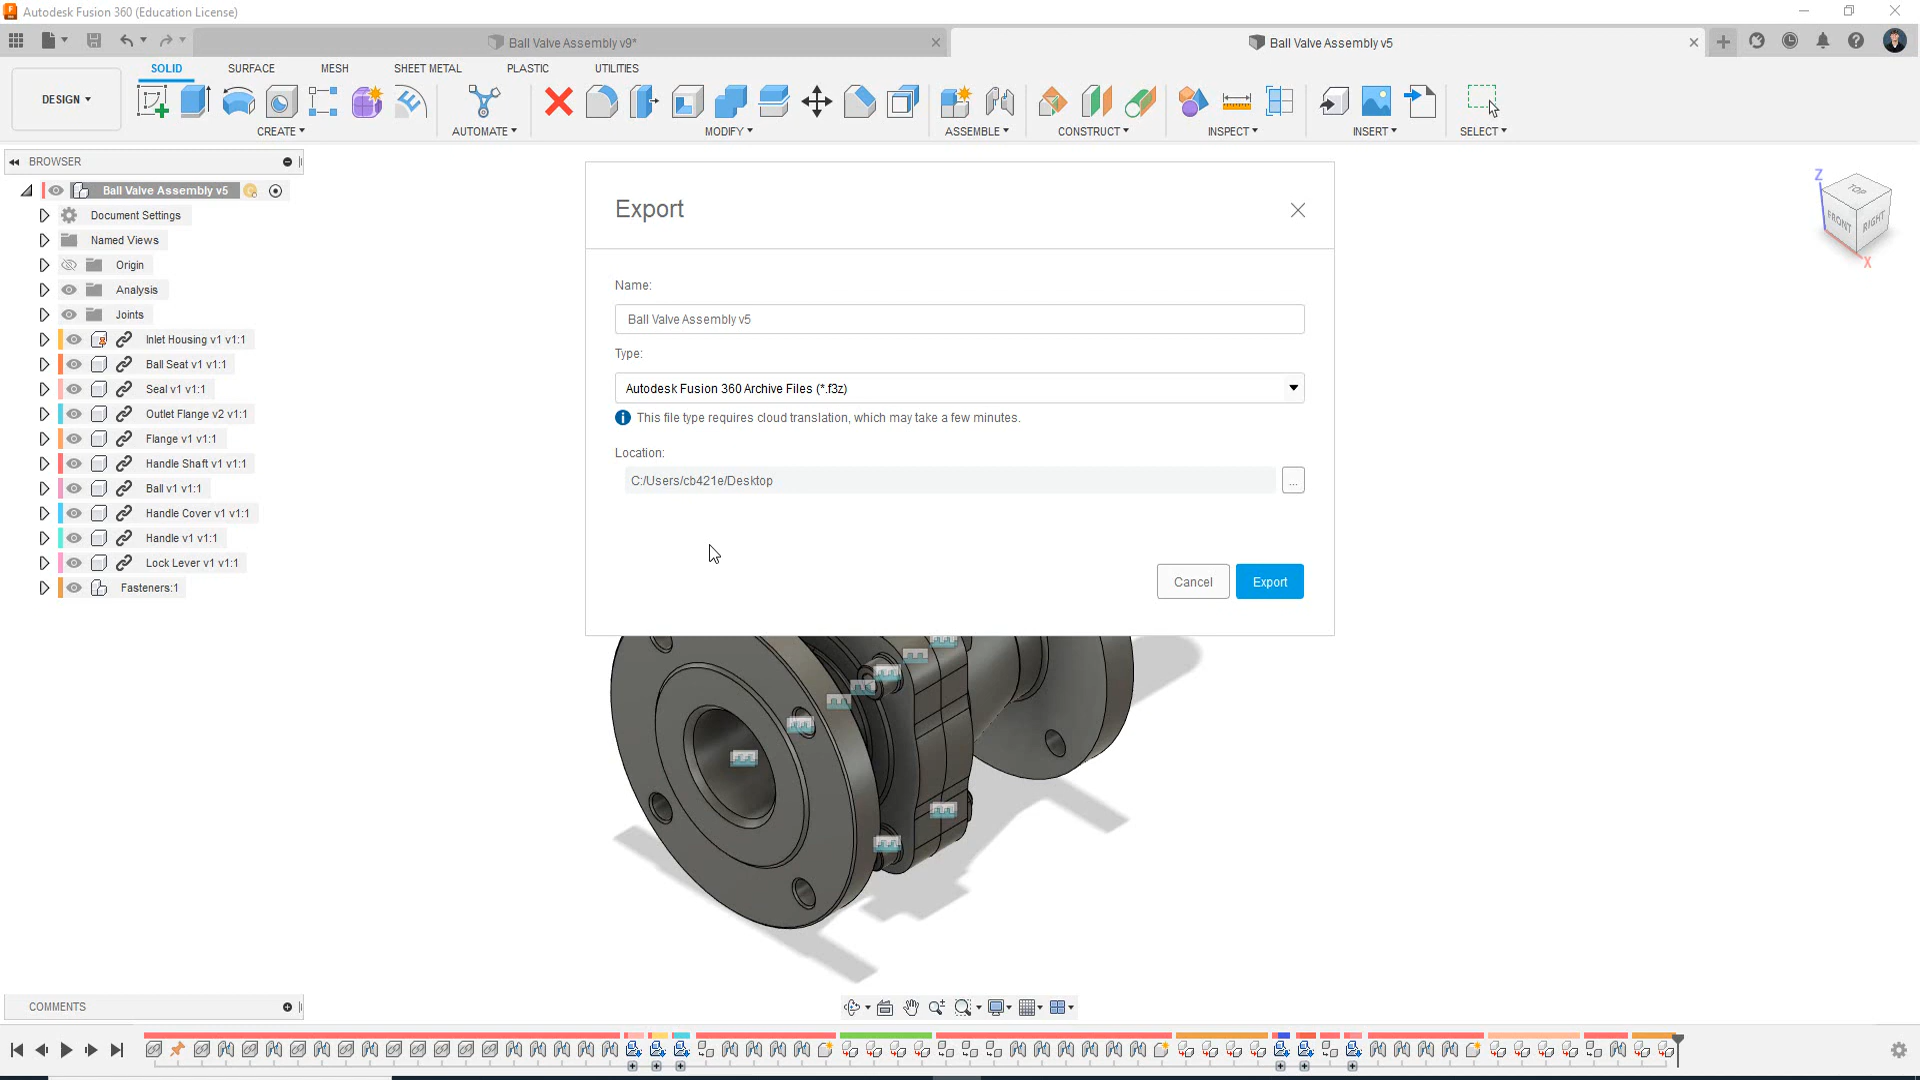 Autodesk Fusion 360 (Education License)
Ball Valve Assembly v9*
Ball Valve Assembly v5
SOLID
SURFACE
MESH
SHEET METAL
PLASTIC
UTILITIES
DESIGN
CREATE
AUTOMATE
MODIFY
ASSEMBLE
CONSTRUCT
INSPECT
INSERT
SELECT
BROWSER
Ball Valve Assembly v5
Document Settings
Named Views
Origin
Analysis
Joints
Inlet Housing v1 v1:1
Ball Seat v1 v1:1
Seal v1 v1:1
Outlet Flange v2 v1:1
Flange v1 v1:1
Handle Shaft v1 v1:1
Ball v1 v1:1
Handle Cover v1 v1:1
Handle v1 v1:1
Lock Lever v1 v1:1
Fasteners:1
Export
Name:
Ball Valve Assembly v5
Type:
Autodesk Fusion 360 Archive Files (*.f3z)
This file type requires cloud translation, which may take a few minutes.
Location:
C:/Users/cb421e/Desktop
...
Cancel
Export
Z
TOP
FRONT
RIGHT
X
COMMENTS